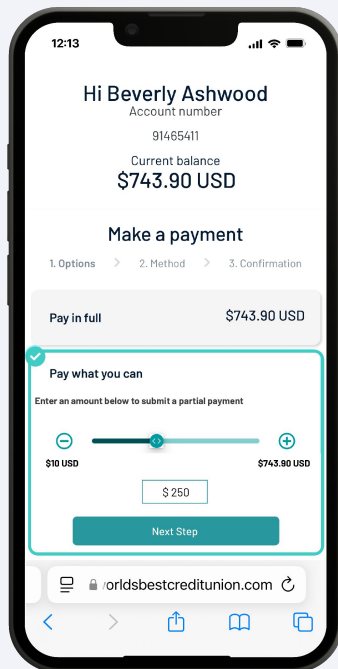 12:13
Hi Beverly Ashwood
Account number
91465411
Current balance
$743.90 USD
Make a payment
1. Options > 2. Method > 3. Confirmation
Pay in full $743.90 USD
Pay what you can
Enter an amount below to submit a partial payment
$10 USD $743.90 USD
$ 250
Next Step
orldsbestcreditunion.com